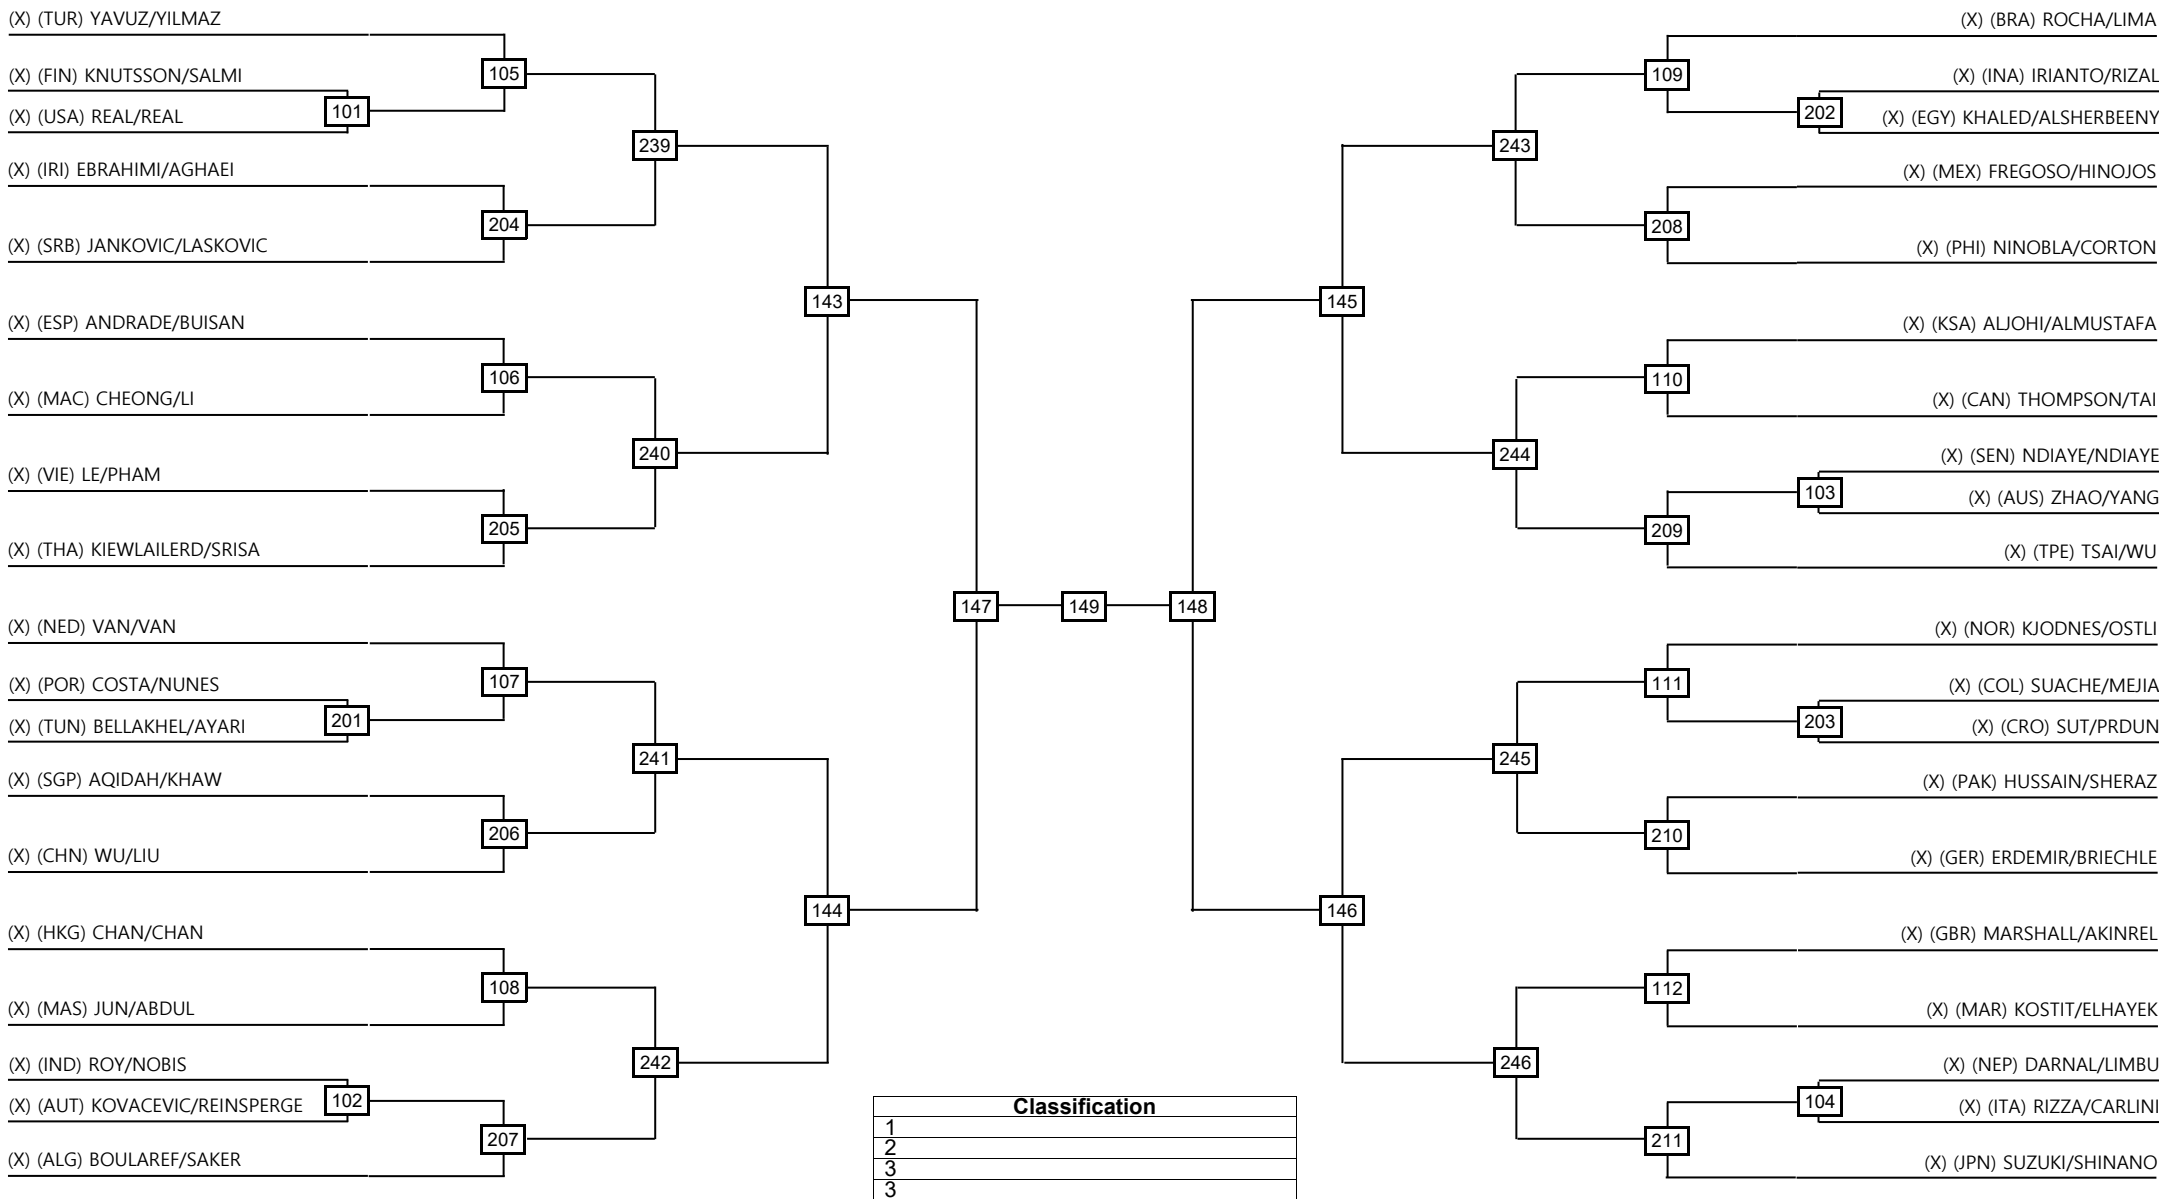 (X) (TUR) YAVUZ/YILMAZ
(X) (FIN) KNUTSSON/SALMI
(X) (USA) REAL/REAL
(X) (IRI) EBRAHIMI/AGHAEI
(X) (SRB) JANKOVIC/LASKOVIC
(X) (ESP) ANDRADE/BUISAN
(X) (MAC) CHEONG/LI
(X) (VIE) LE/PHAM
(X) (THA) KIEWLAILERD/SRISA
(X) (NED) VAN/VAN
(X) (POR) COSTA/NUNES
(X) (TUN) BELLAKHEL/AYARI
(X) (SGP) AQIDAH/KHAW
(X) (CHN) WU/LIU
(X) (HKG) CHAN/CHAN
(X) (MAS) JUN/ABDUL
(X) (IND) ROY/NOBIS
(X) (AUT) KOVACEVIC/REINSPERGE
(X) (ALG) BOULAREF/SAKER
101
201
102
105
204
106
205
107
206
108
207
239
240
241
242
143
144
147
149
148
145
146
243
244
245
246
109
208
110
209
111
210
112
211
202
103
203
104
(X) (BRA) ROCHA/LIMA
(X) (INA) IRIANTO/RIZAL
(X) (EGY) KHALED/ALSHERBEENY
(X) (MEX) FREGOSO/HINOJOS
(X) (PHI) NINOBLA/CORTON
(X) (KSA) ALJOHI/ALMUSTAFA
(X) (CAN) THOMPSON/TAI
(X) (SEN) NDIAYE/NDIAYE
(X) (AUS) ZHAO/YANG
(X) (TPE) TSAI/WU
(X) (NOR) KJODNES/OSTLI
(X) (COL) SUACHE/MEJIA
(X) (CRO) SUT/PRDUN
(X) (PAK) HUSSAIN/SHERAZ
(X) (GER) ERDEMIR/BRIECHLE
(X) (GBR) MARSHALL/AKINREL
(X) (MAR) KOSTIT/ELHAYEK
(X) (NEP) DARNAL/LIMBU
(X) (ITA) RIZZA/CARLINI
(X) (JPN) SUZUKI/SHINANO
Classification
1
2
3
3